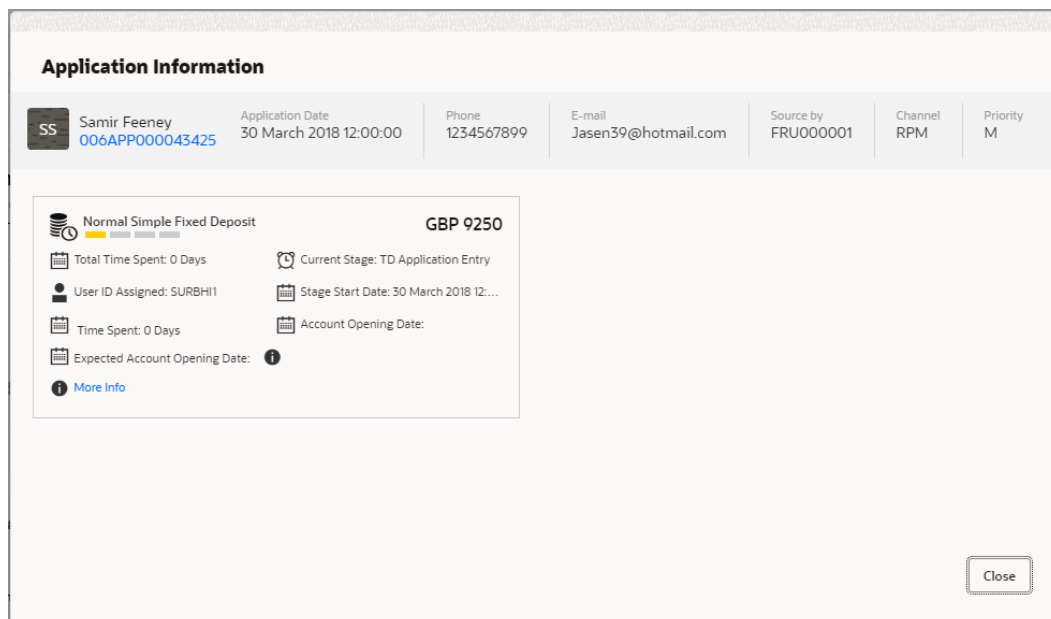 Application Information
SS
Samir Feeney
006APP000043425
Application Date
30 March 2018 12:00:00
Phone
1234567899
E-mail
Jasen39@hotmail.com
Source by
FRU000001
Channel
RPM
Priority
M
Normal Simple Fixed Deposit
GBP 9250
Total Time Spent: 0 Days
Current Stage: TD Application Entry
User ID Assigned: SURBHI1
Stage Start Date: 30 March 2018 12:...
Time Spent: 0 Days
Account Opening Date:
Expected Account Opening Date:
More Info
Close